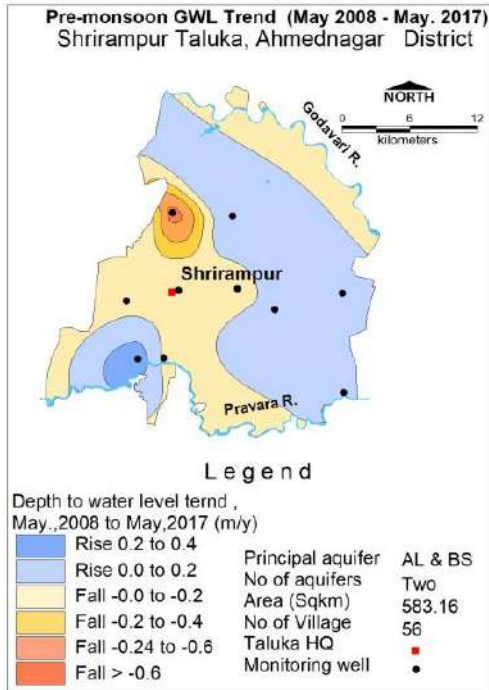 Pre-monsoon GWL Trend (May 2008 - May. 2017)
Shrirampur Taluka, Ahmednagar District
NORTH
0 6 12
kilometers
Godavari R.
Shrirampur
Pravara R.
Legend
Depth to water level ternd ,
May.,2008 to May,2017 (m/y)
Rise 0.2 to 0.4
Rise 0.0 to 0.2
Fall -0.0 to -0.2
Fall -0.2 to -0.4
Fall -0.24 to -0.6
Fall > -0.6
Principal aquifer AL & BS
No of aquifers Two
Area (Sqkm) 583.16
No of Village 56
Taluka HQ
Monitoring well